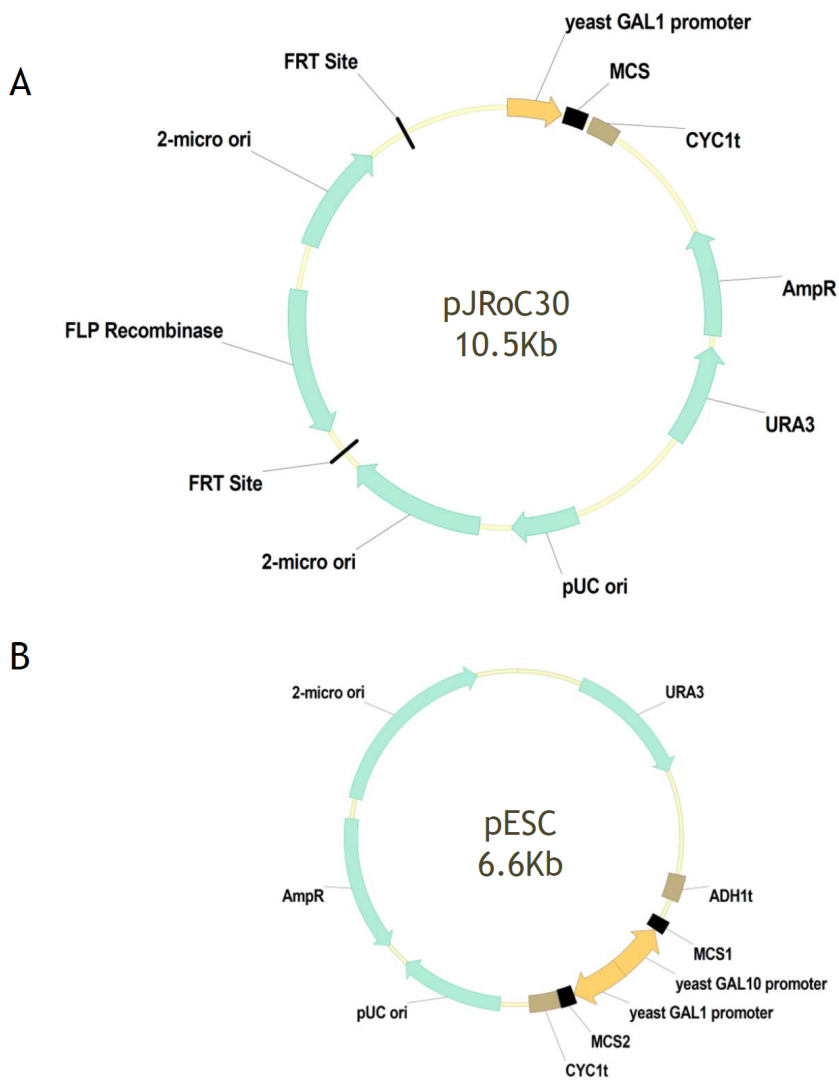 A
yeast GAL1 promoter
FRT Site
MCS
2-micro ori
CYC1t
AmpR
pJRoC30
10.5Kb
FLP Recombinase
URA3
FRT Site
2-micro ori
pUC ori
B
2-micro ori
URA3
pESC
6.6Kb
ADH1t
AmpR
MCS1
yeast GAL10 promoter
yeast GAL1 promoter
pUC ori
MCS2
CYC1t